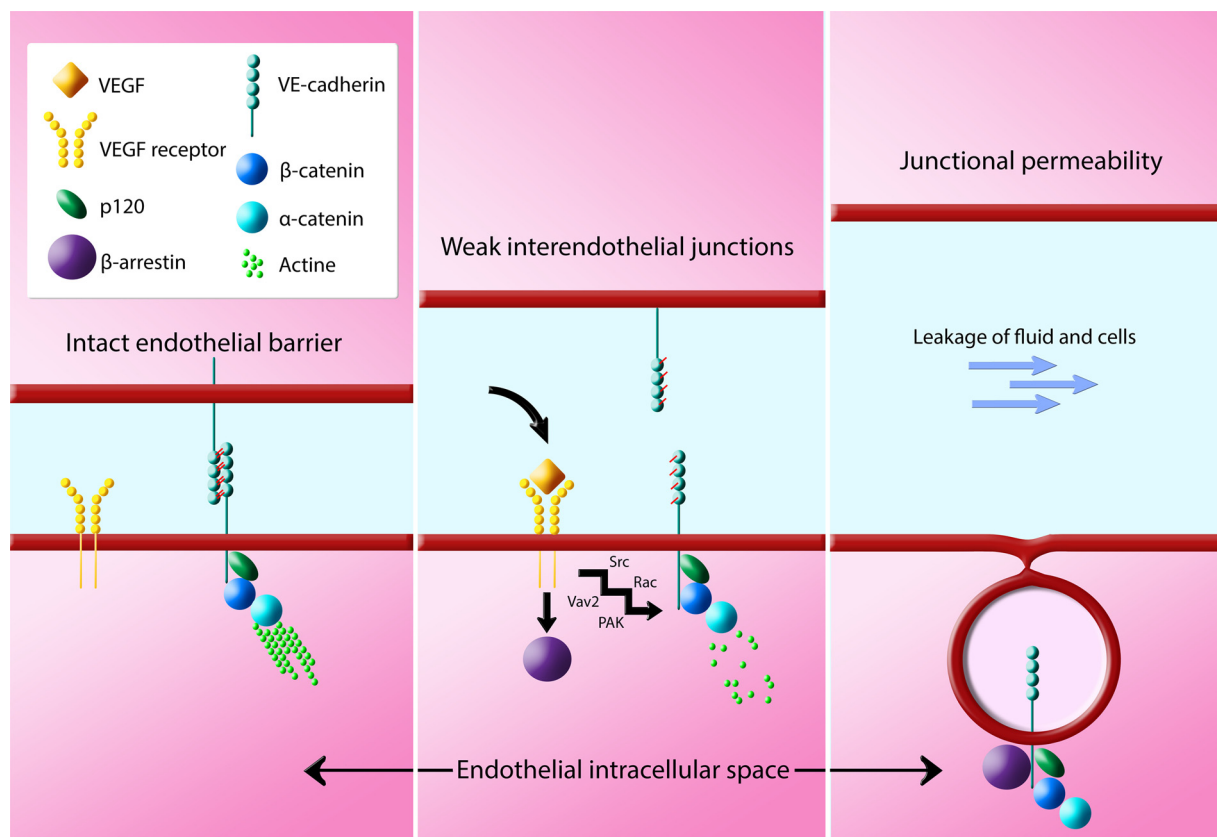 VEGF
VEGF receptor
p120
β-arrestin
VE-cadherin
β-catenin
α-catenin
Actine
Intact endothelial barrier
Weak interendothelial junctions
Src
Rac
Vav2
PAK
Junctional permeability
Leakage of fluid and cells
Endothelial intracellular space